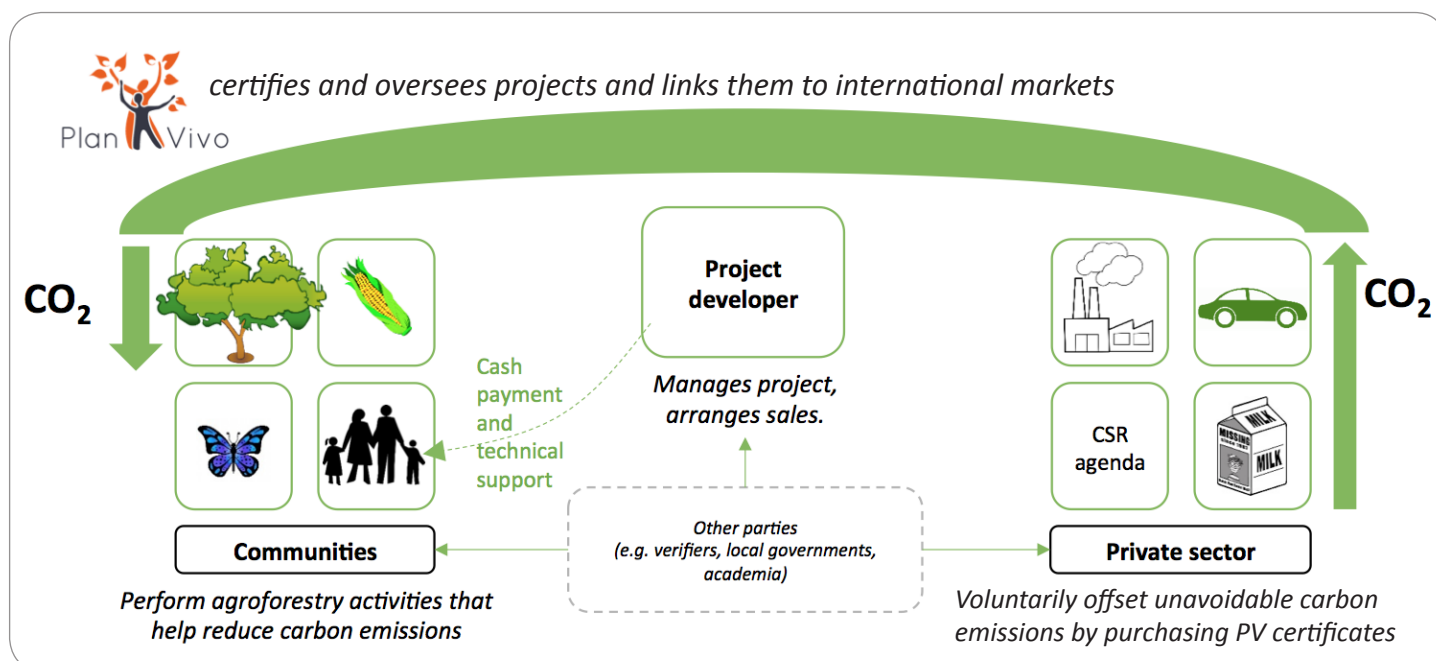 certifies and oversees projects and links them to international markets
Plan Vivo
CO2
Project
developer
CO2
Cash
payment
and
technical
support
Manages project,
arranges sales.
CSR
agenda
MILK
MISSING
MILK
Communities
Other parties
(e.g. verifiers, local governments,
academia)
Private sector
Perform agroforestry activities that
help reduce carbon emissions
Voluntarily offset unavoidable carbon
emissions by purchasing PV certificates